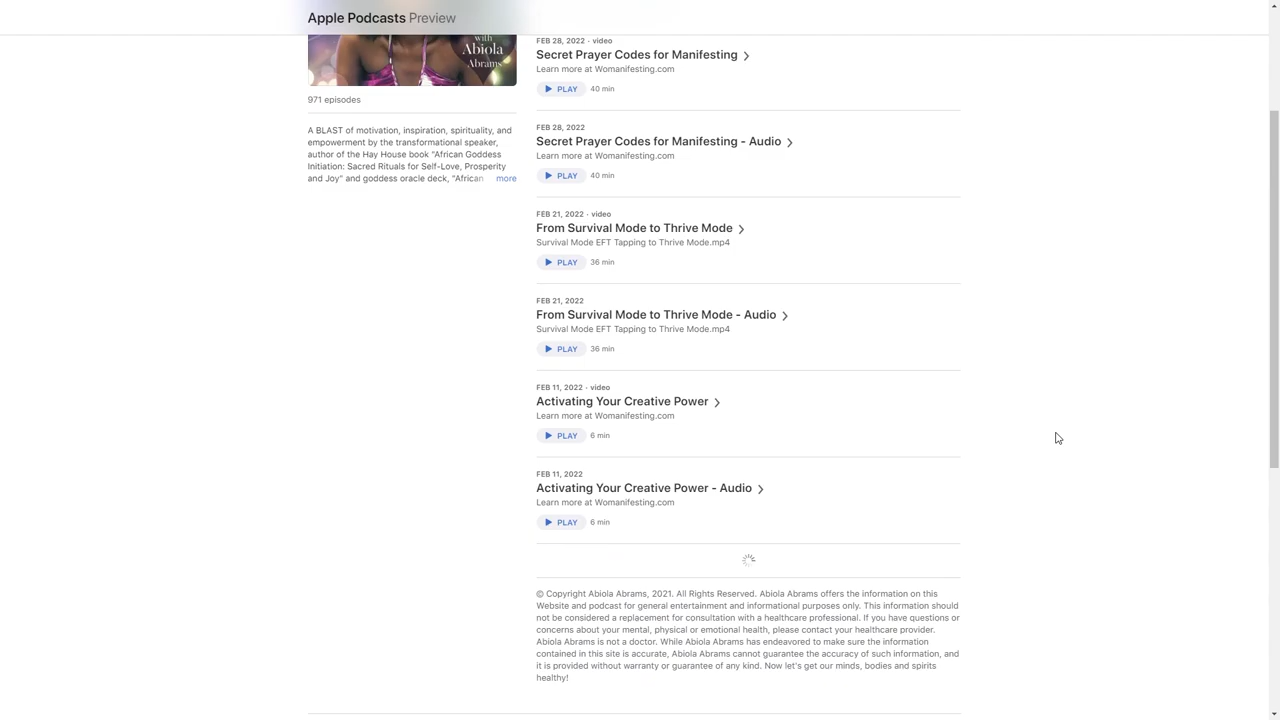 Apple Podcasts Preview
with
Abiola
Abrams
971 episodes
A BLAST of motivation, inspiration, spirituality, and
empowerment by the transformational speaker,
author of the Hay House book "African Goddess
Initiation: Sacred Rituals for Self-Love, Prosperity
and Joy" and goddess oracle deck, "African more
FEB 28, 2022 · video
Secret Prayer Codes for Manifesting
Learn more at Womanifesting.com
PLAY 40 min
FEB 28, 2022
Secret Prayer Codes for Manifesting - Audio
Learn more at Womanifesting.com
PLAY 40 min
FEB 21, 2022 · video
From Survival Mode to Thrive Mode
Survival Mode EFT Tapping to Thrive Mode.mp4
PLAY 36 min
FEB 21, 2022
From Survival Mode to Thrive Mode - Audio
Survival Mode EFT Tapping to Thrive Mode.mp4
PLAY 36 min
FEB 11, 2022 · video
Activating Your Creative Power
Learn more at Womanifesting.com
PLAY 6 min
FEB 11, 2022
Activating Your Creative Power - Audio
Learn more at Womanifesting.com
PLAY 6 min
© Copyright Abiola Abrams, 2021. All Rights Reserved. Abiola Abrams offers the information on this
Website and podcast for general entertainment and informational purposes only. This information should
not be considered a replacement for consultation with a healthcare professional. If you have questions or
concerns about your mental, physical or emotional health, please contact your healthcare provider.
Abiola Abrams is not a doctor. While Abiola Abrams has endeavored to make sure the information
contained in this site is accurate, Abiola Abrams cannot guarantee the accuracy of such information, and
it is provided without warranty or guarantee of any kind. Now let's get our minds, bodies and spirits
healthy!